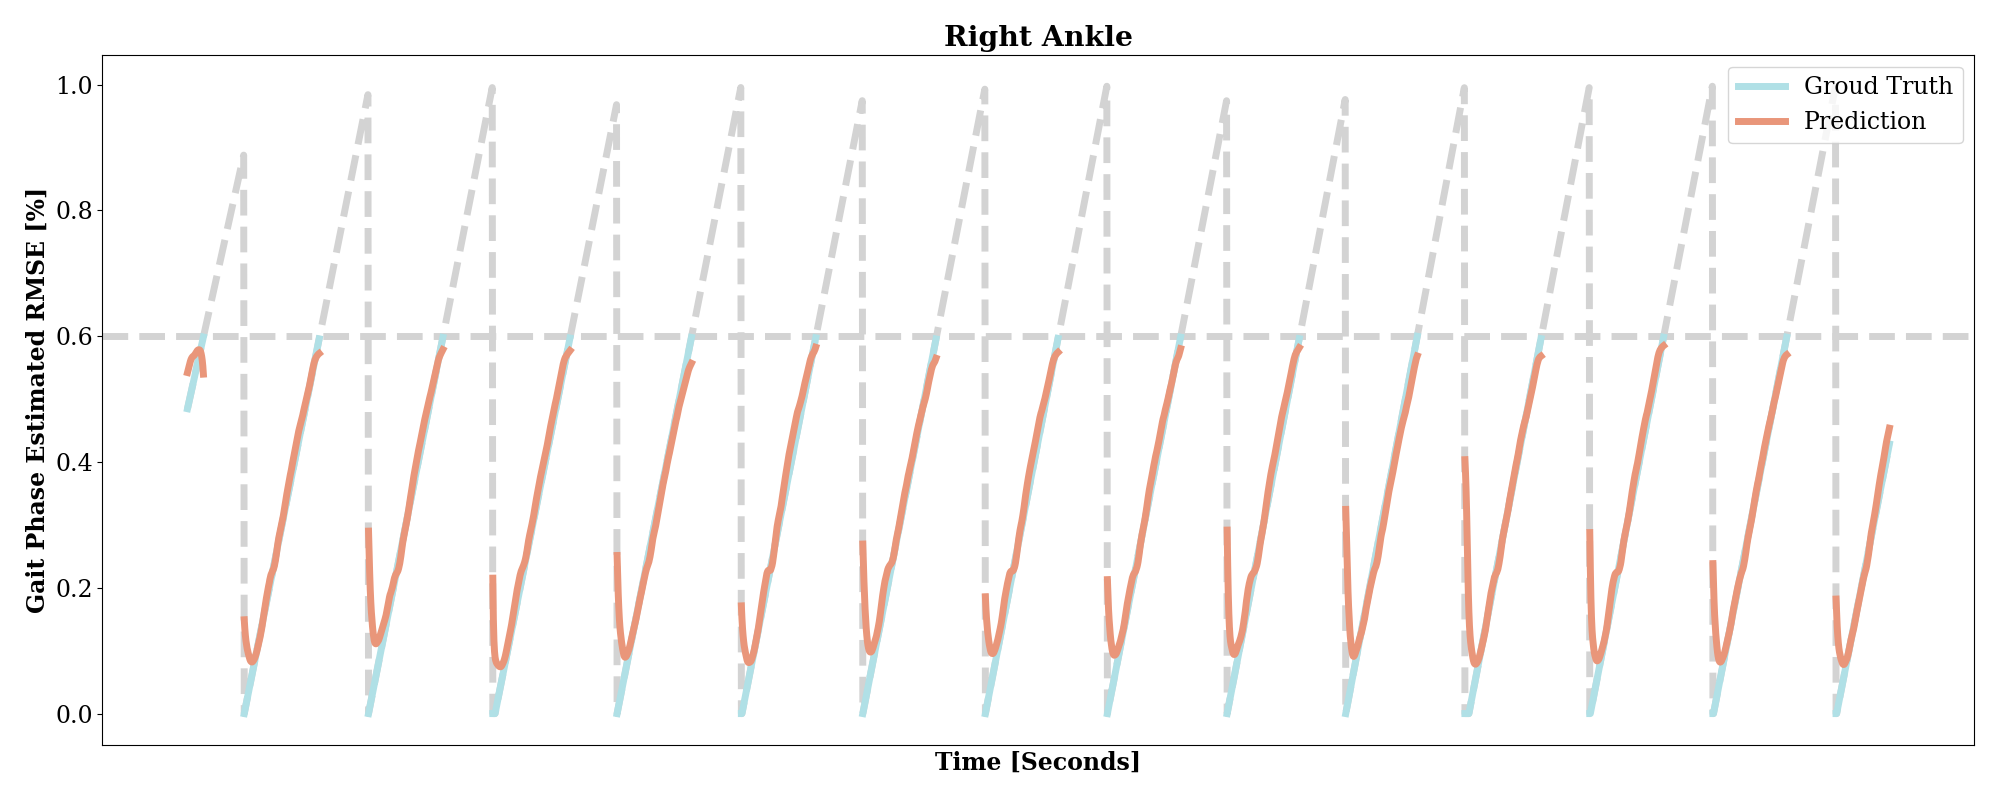 Right Ankle
Groud Truth
Prediction
Gait Phase Estimated RMSE [%]
1.0
0.8
0.6
0.4
0.2
0.0
Time [Seconds]